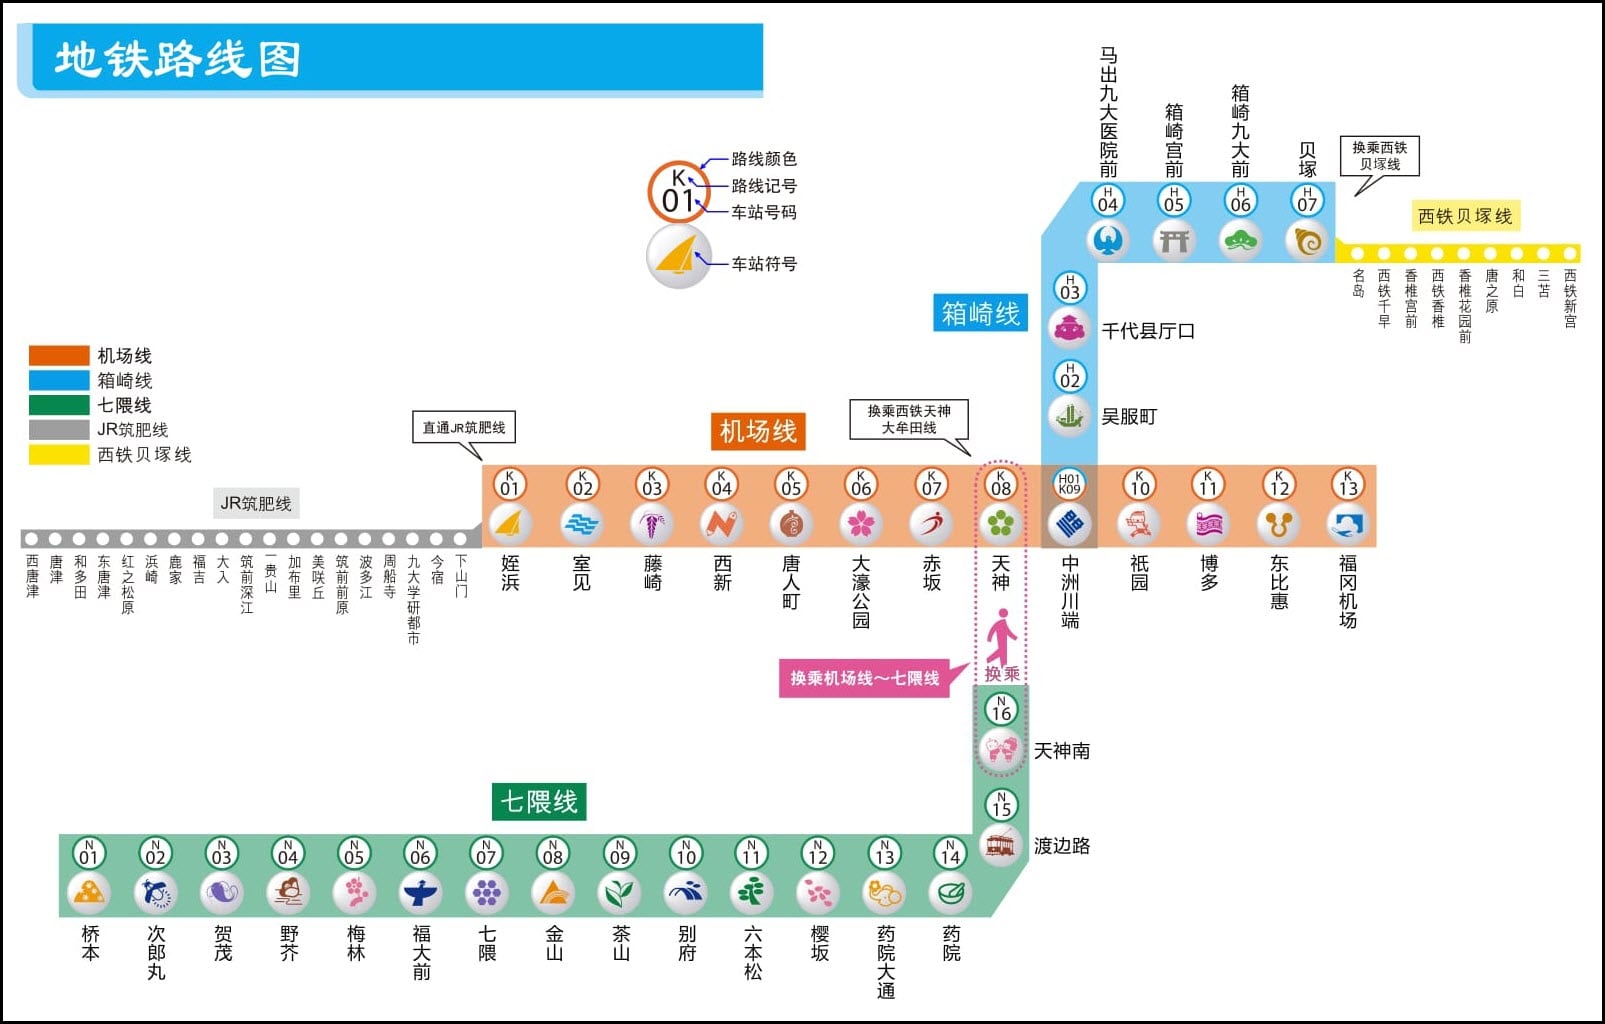 地铁路线图
K
01
路线颜色
路线记号
车站号码
车站符号
机场线
箱崎线
七隈线
JR筑肥线
西铁贝塚线
马出九大医院前
箱崎宫前
箱崎九大前
贝塚
换乘西铁
贝塚线
西铁贝塚线
H
04
H
05
H
06
H
07
名岛
西铁千早
香椎宫前
西铁香椎
香椎花园前
唐之原
和白
三苫
西铁新宫
箱崎线
H
03
千代县厅口
H
02
吴服町
直通JR筑肥线
机场线
换乘西铁天神
大牟田线
JR筑肥线
K
01
K
02
K
03
K
04
K
05
K
06
K
07
K
08
H01
K09
K
10
K
11
K
12
K
13
西唐津
唐津
和多田
东唐津
红之松原
浜崎
鹿家
福吉
大入
筑前深江
一贵山
加布里
美咲丘
筑前前原
波多江
周船寺
九大学研都市
今宿
下山门
姪浜
室见
藤崎
西新
唐人町
大濠公园
赤坂
天神
中洲川端
祇园
博多
东比惠
福冈机场
换乘机场线～七隈线
换乘
N
16
天神南
N
15
渡边路
七隈线
N
01
N
02
N
03
N
04
N
05
N
06
N
07
N
08
N
09
N
10
N
11
N
12
N
13
N
14
桥本
次郎丸
贺茂
野芥
梅林
福大前
七隈
金山
茶山
别府
六本松
樱坂
药院大通
药院